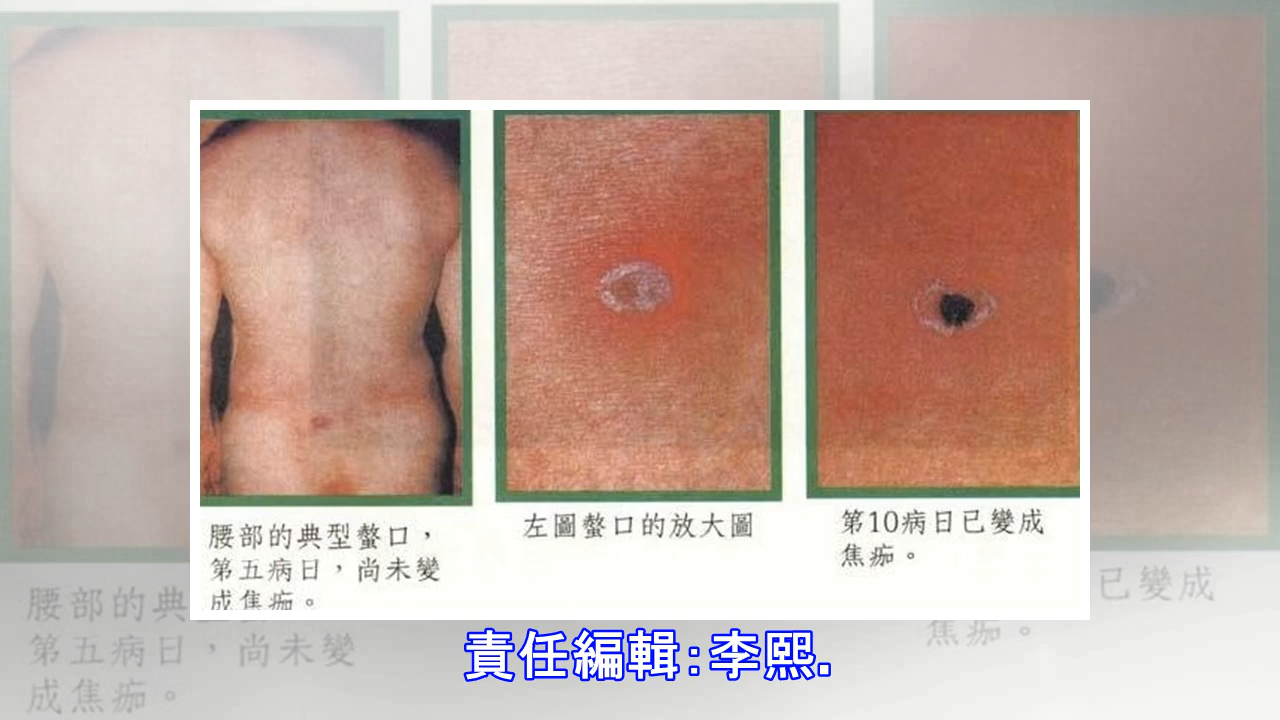 腰部的典型螫口，
第五病日，尚未變
成焦痂。
左圖螫口的放大圖
第10病日已變成
焦痂。
腰部的典
第五病日，尚未變
成焦痂。
已變成
焦痂。
責任編輯:李熙.